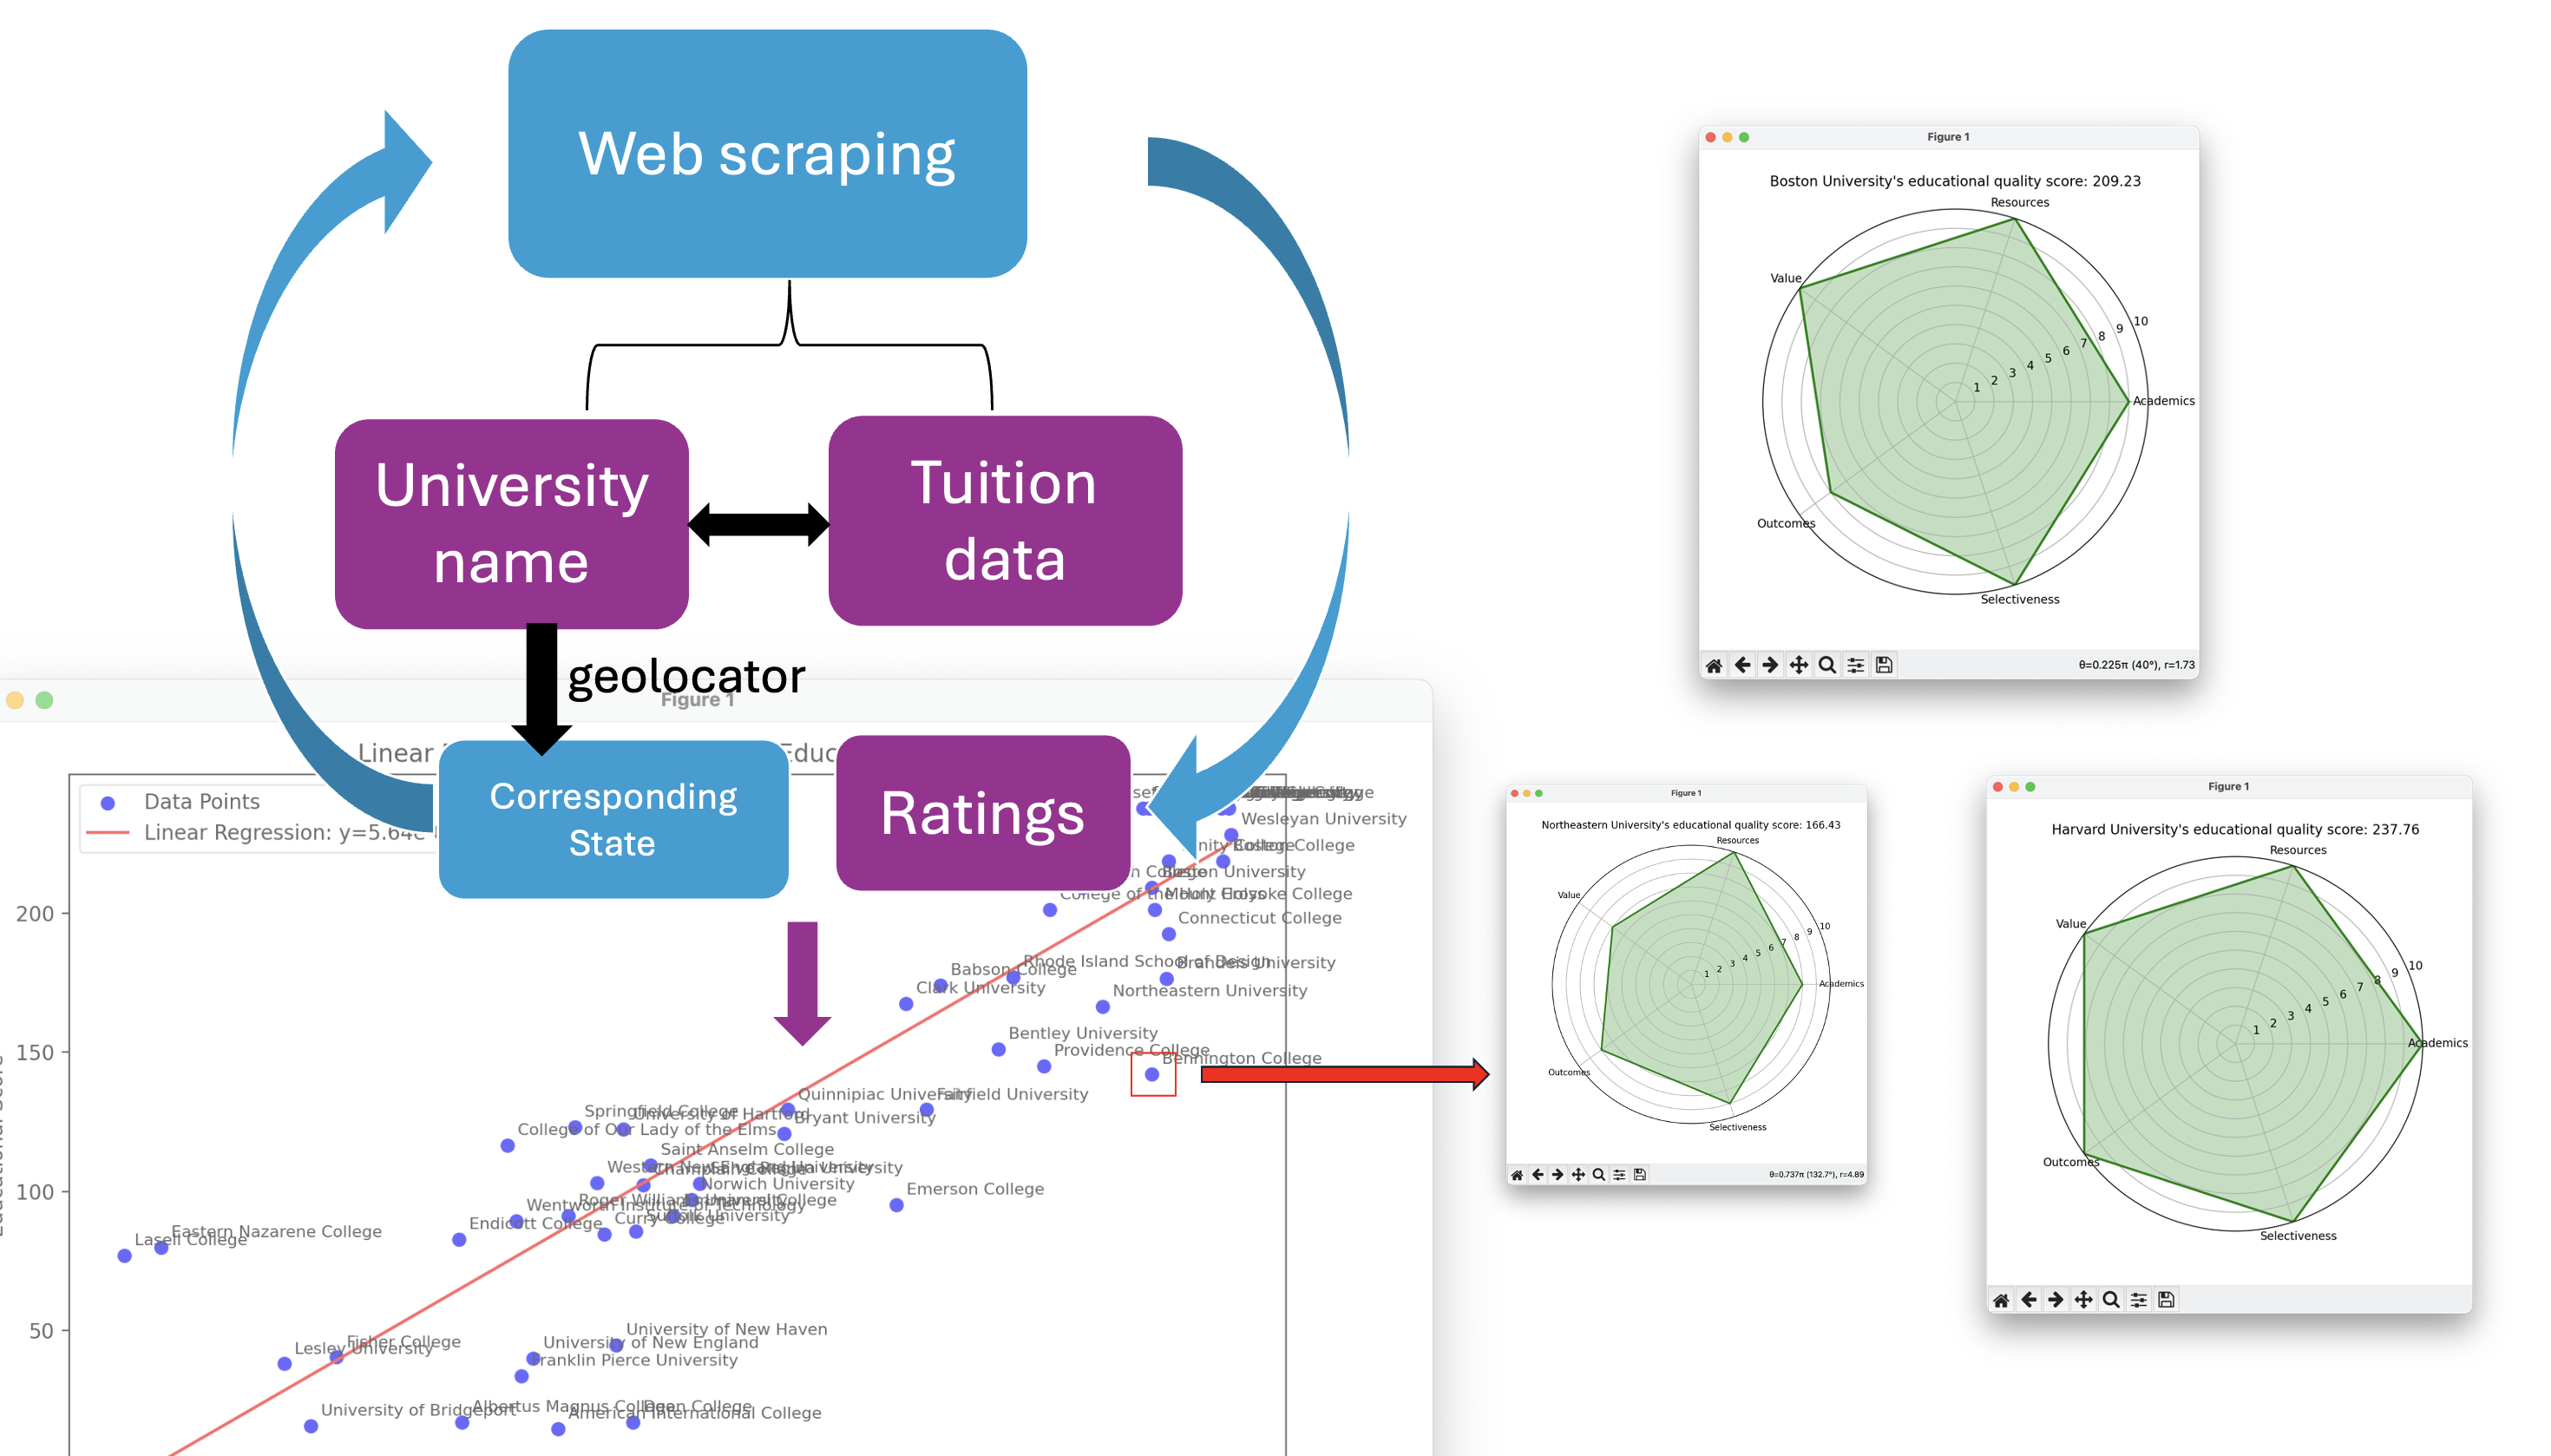 Web scraping
University
name
Tuition
data
geolocator
Figure 1
Linear
Educ
Data Points
Linear Regression: y=5.64e
Corresponding
State
Ratings
Wesleyan University
Boston College
Boston University
College of the Holy Cross
Mount Holyoke College
200
Connecticut College
Rhode Island School of Design
Brandeis University
Babson College
Clark University
Northeastern University
Bentley University
150
Providence College
Bennington College
Quinnipiac University
Fairfield University
Springfield College
University of Hartford
Bryant University
College of Our Lady of the Elms
Saint Anselm College
Western New England University
Champlain College
Norwich University
100
Emerson College
Roger Williams University
Wentworth Institute of Technology
Endicott College
Curry College
Suffolk University
Eastern Nazarene College
Lasell College
University of New Haven
50
Fisher College
University of New England
Lesley University
Franklin Pierce University
Albertus Magnus College
Dean College
University of Bridgeport
American International College
Educational Score
Figure 1
Boston University's educational quality score: 209.23
Resources
Value
1 2 3 4 5 6 7 8 9 10
Academics
Outcomes
Selectiveness
θ=0.225π (40°), r=1.73
Figure 1
Northeastern University's educational quality score: 166.43
Resources
Value
1 2 3 4 5 6 7 8 9 10
Academics
Outcomes
Selectiveness
θ=0.737π (132.7°), r=4.89
Figure 1
Harvard University's educational quality score: 237.76
Resources
Value
1 2 3 4 5 6 7 8 9 10
Academics
Outcomes
Selectiveness